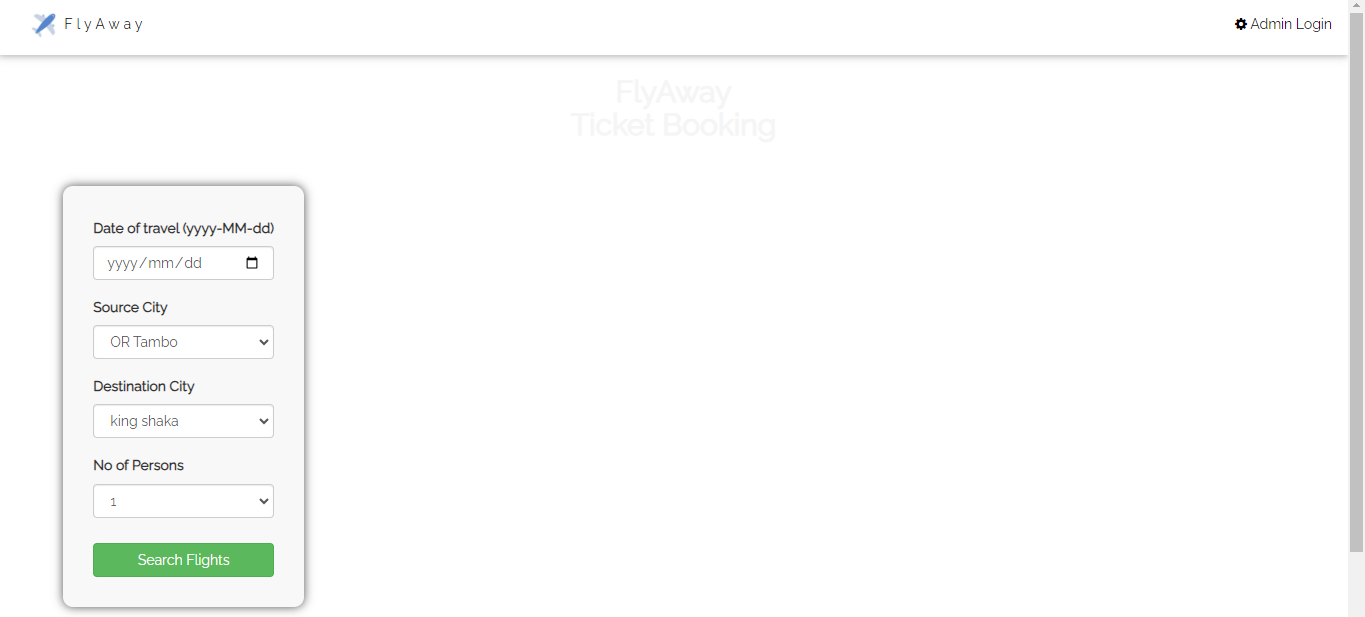 FlyAway
Admin Login
FlyAway
Ticket Booking
Date of travel (yyyy-MM-dd)
yyyy/mm/dd
Source City
OR Tambo
Destination City
king shaka
No of Persons
1
Search Flights